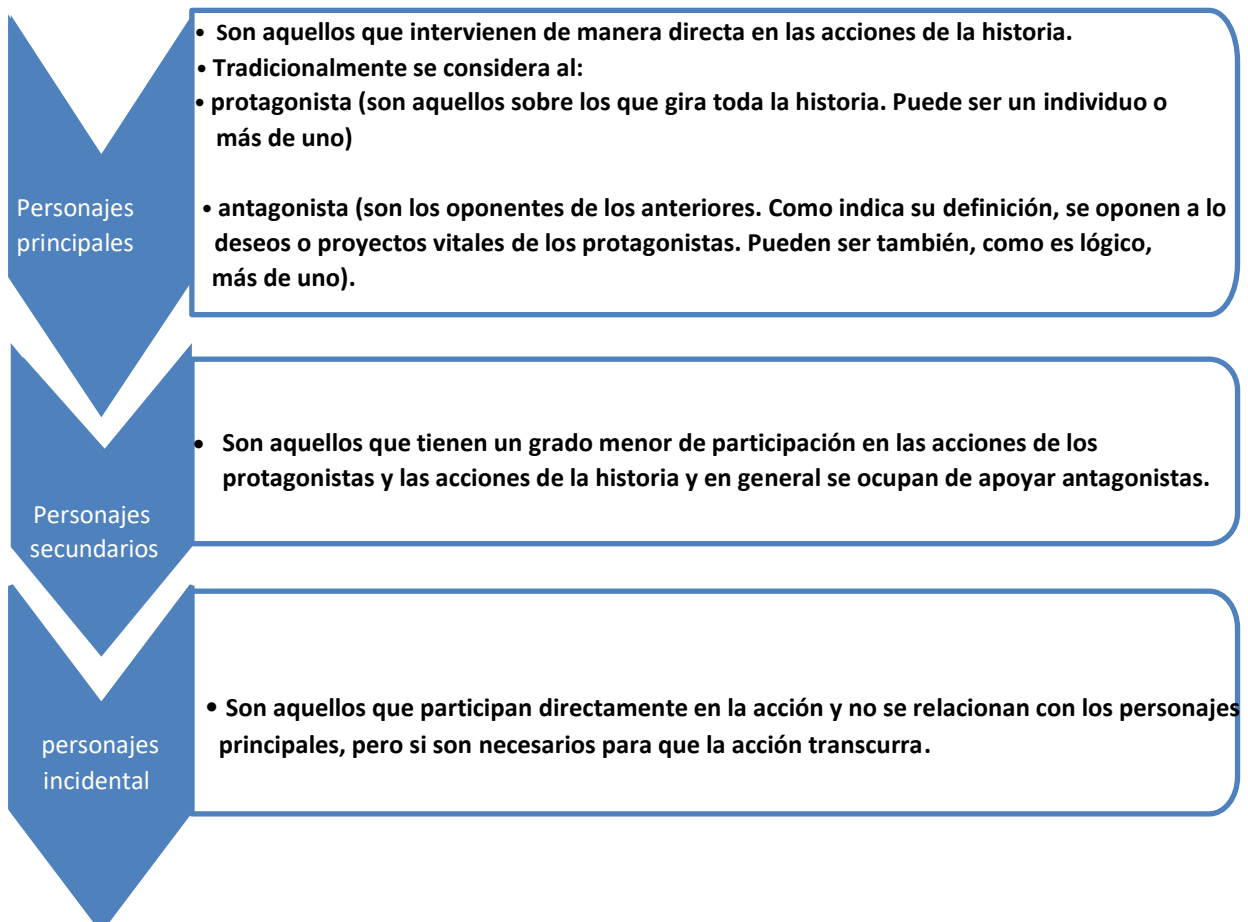 • Son aquellos que intervienen de manera directa en las acciones de la historia.
• Tradicionalmente se considera al:
• protagonista (son aquellos sobre los que gira toda la historia. Puede ser un individuo o
más de uno)
Personajes
principales
• antagonista (son los oponentes de los anteriores. Como indica su definición, se oponen a lo
deseos o proyectos vitales de los protagonistas. Pueden ser también, como es lógico,
más de uno).
Personajes
secundarios
• Son aquellos que tienen un grado menor de participación en las acciones de los
protagonistas y las acciones de la historia y en general se ocupan de apoyar antagonistas.
personajes
incidental
• Son aquellos que participan directamente en la acción y no se relacionan con los personajes
principales, pero si son necesarios para que la acción transcurra.